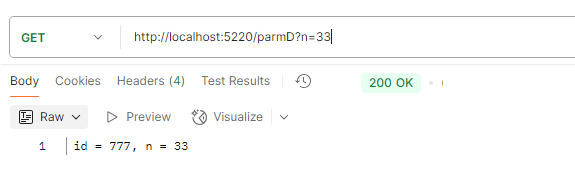 GET http://localhost:5220/parmD?n=33
Body Cookies Headers (4) Test Results 200 OK
Raw Preview Visualize
1 id = 777, n = 33